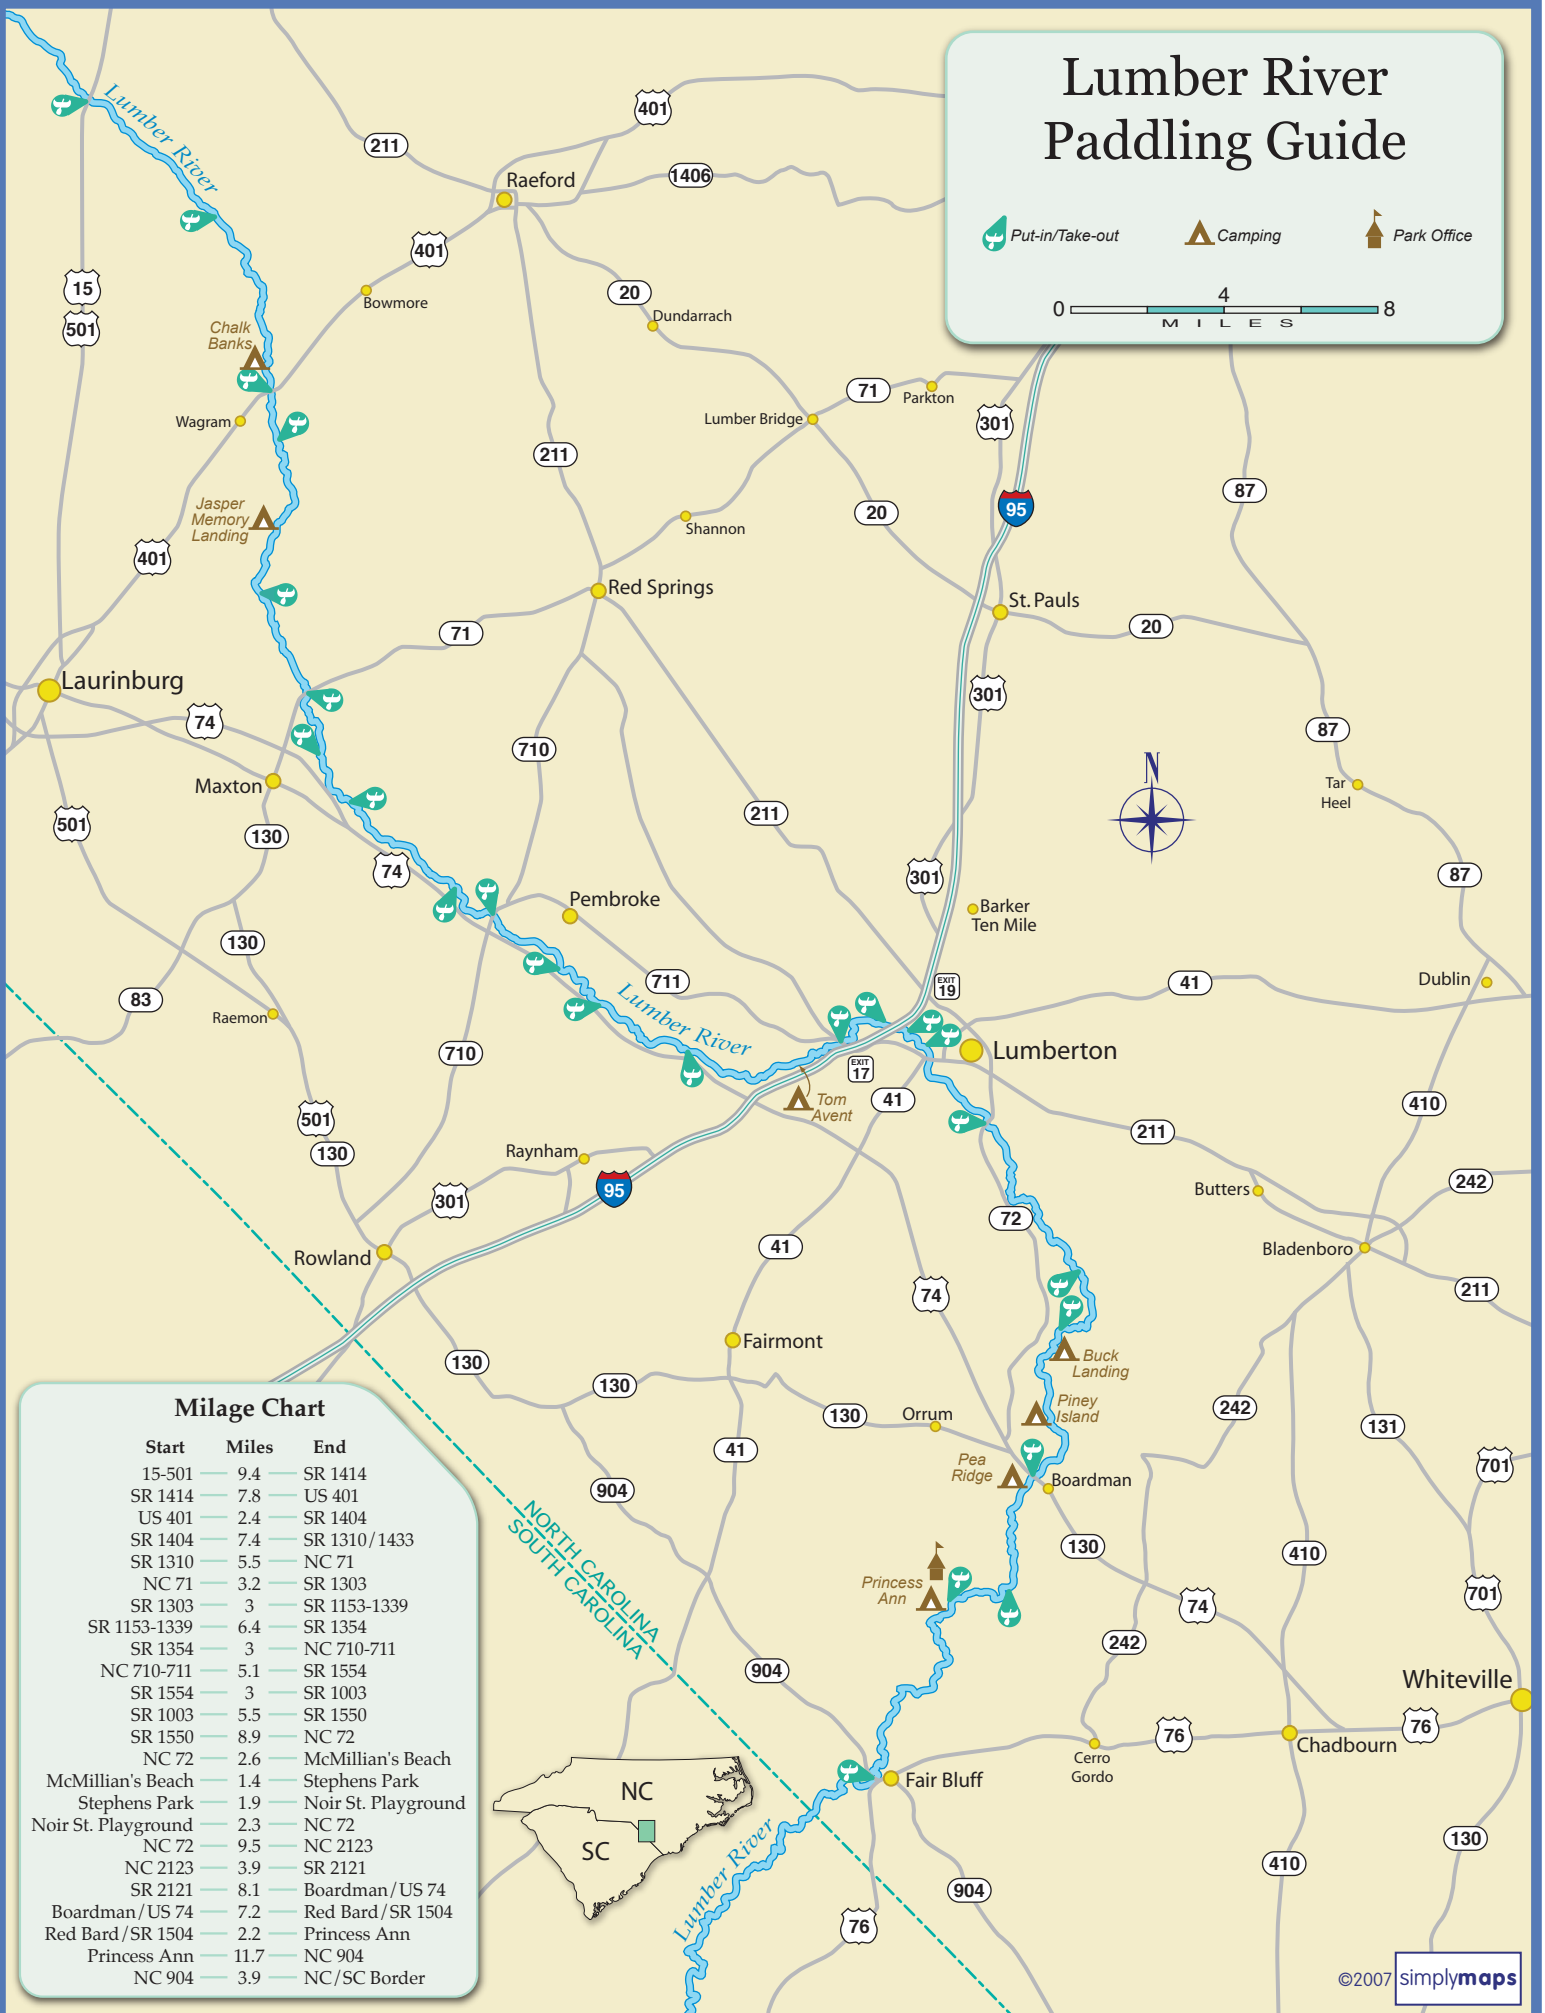 Lumber River
Paddling Guide
Put-in/Take-out
Camping
Park Office
0
4
8
MILES
Lumber River
211
401
Raeford
1406
401
15
501
Bowmore
20
Dundarrach
Chalk
Banks
Wagram
71
Parkton
Lumber Bridge
301
211
87
95
20
Shannon
Jasper
Memory
Landing
401
Red Springs
St. Pauls
20
71
Laurinburg
301
74
710
87
N
Maxton
Tar
Heel
211
501
130
74
301
87
Pembroke
Barker
Ten Mile
130
711
EXIT
19
41
Dublin
83
Raemon
Lumber River
710
Lumberton
EXIT
17
Tom
Avent
41
410
501
130
211
Raynham
95
301
Butters
242
72
Rowland
41
Bladenboro
74
211
Fairmont
130
Buck
Landing
130
130
Orrum
Piney
Island
242
131
41
Pea
Ridge
Boardman
701
904
NORTH CAROLINA
SOUTH CAROLINA
130
410
Princess
Ann
74
701
242
904
Whiteville
76
76
Cerro
Gordo
Chadbourn
Fair Bluff
NC
SC
Lumber River
130
410
904
76
Milage Chart
Start Miles End
15-501 9.4 SR 1414
SR 1414 7.8 US 401
US 401 2.4 SR 1404
SR 1404 7.4 SR 1310/1433
SR 1310 5.5 NC 71
NC 71 3.2 SR 1303
SR 1303 3 SR 1153-1339
SR 1153-1339 6.4 SR 1354
SR 1354 3 NC 710-711
NC 710-711 5.1 SR 1554
SR 1554 3 SR 1003
SR 1003 5.5 SR 1550
SR 1550 8.9 NC 72
NC 72 2.6 McMillian's Beach
McMillian's Beach 1.4 Stephens Park
Stephens Park 1.9 Noir St. Playground
Noir St. Playground 2.3 NC 72
NC 72 9.5 NC 2123
NC 2123 3.9 SR 2121
SR 2121 8.1 Boardman/US 74
Boardman/US 74 7.2 Red Bard/SR 1504
Red Bard/SR 1504 2.2 Princess Ann
Princess Ann 11.7 NC 904
NC 904 3.9 NC/SC Border
©2007 simplymaps